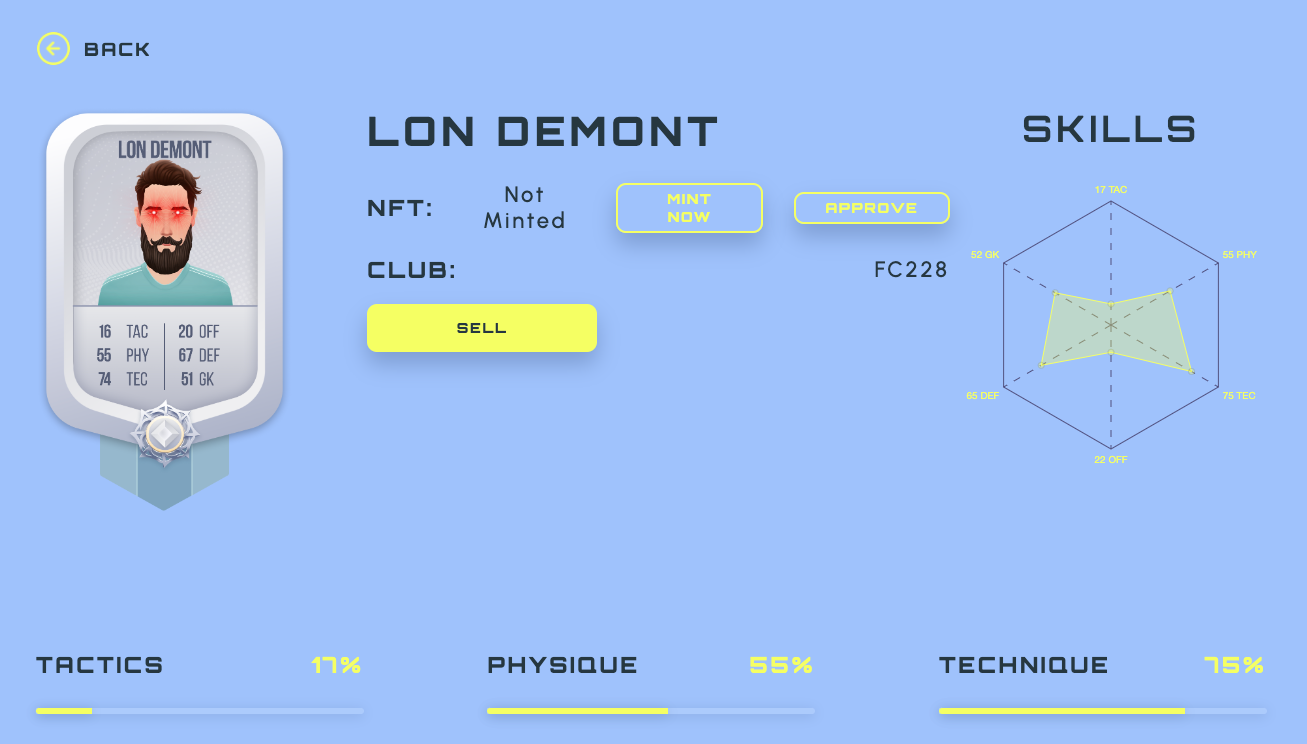 BACK
LON DEMONT
16 TAC 20 OFF
55 PHY 67 DEF
74 TEC 51 GK
LON DEMONT
NFT: Not Minted MINT NOW APPROVE
CLUB: FC228
SELL
SKILLS
17 TAC
52 GK 55 PHY
65 DEF 75 TEC
22 OFF
TACTICS 17%
PHYSIQUE 55%
TECHNIQUE 75%